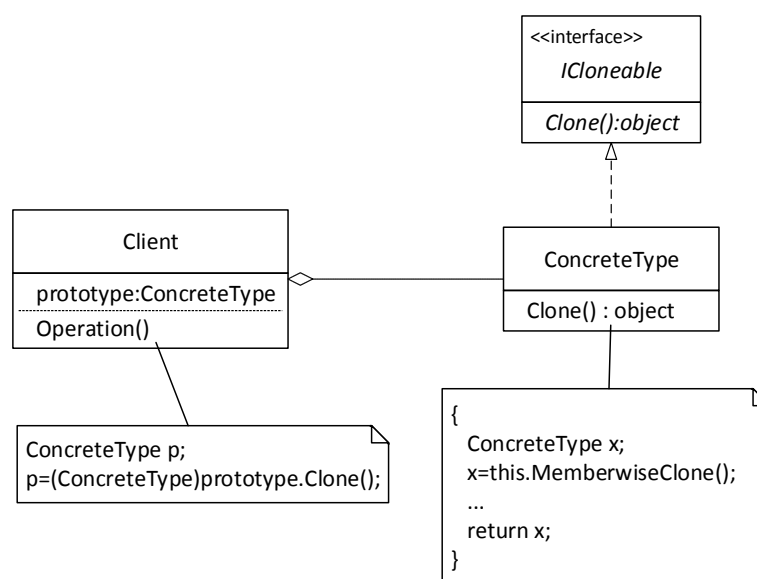 <<interface>>
ICloneable
Clone():object
Client
prototype:ConcreteType
Operation()
ConcreteType
Clone() : object
ConcreteType p;
p=(ConcreteType)prototype.Clone();
{
ConcreteType x;
x=this.MemberwiseClone();
...
return x;
}